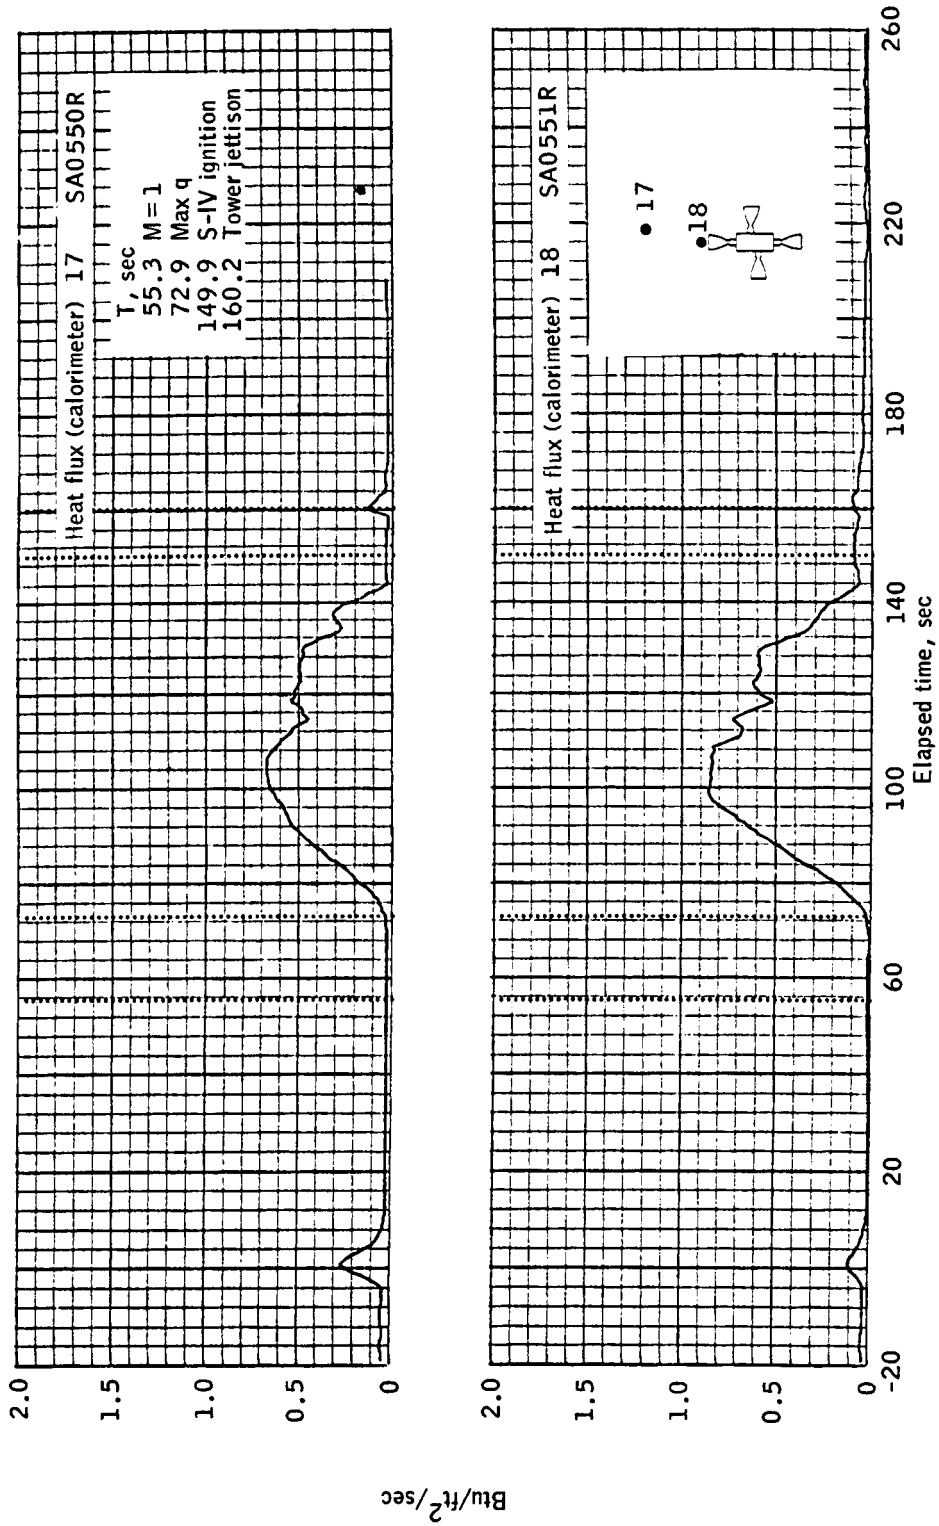 Btu/ft²/sec
2.0
1.5
1.0
0.5
0
Heat flux (calorimeter) 17 SA0550R
T, sec
55.3 M = 1
72.9 Max q
149.9 S-IV ignition
160.2 Tower jettison
2.0
1.5
1.0
0.5
0
Heat flux (calorimeter) 18 SA0551R
17
18
-20 20 60 100 140 180 220 260
Elapsed time, sec